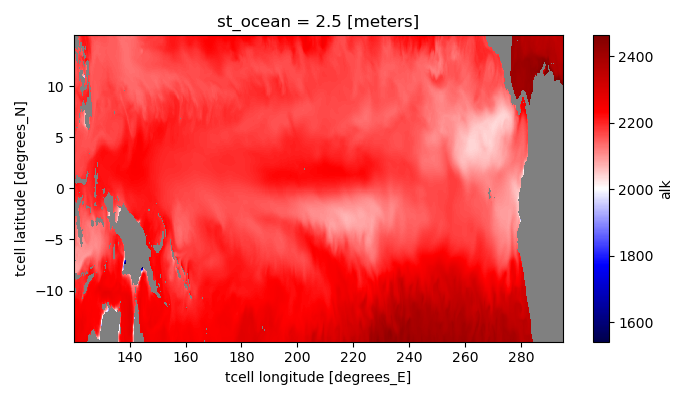 st_ocean = 2.5 [meters]
tcell latitude [degrees_N]
10
5
0
−5
−10
140 160 180 200 220 240 260 280
tcell longitude [degrees_E]
2400
2200
2000
1800
1600
alk